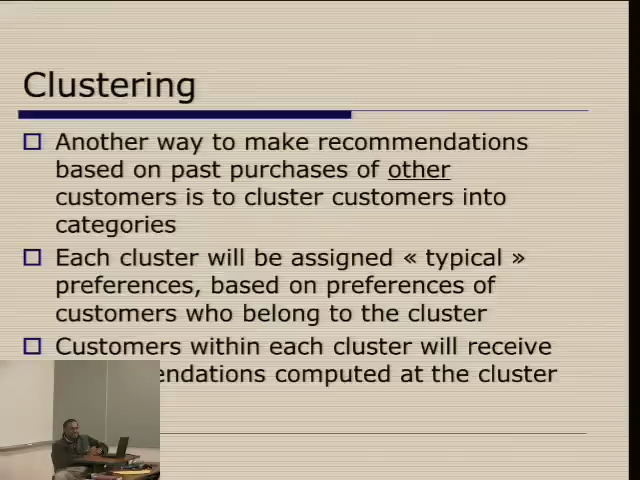 Clustering
Another way to make recommendations
based on past purchases of other
customers is to cluster customers into
categories
Each cluster will be assigned « typical »
preferences, based on preferences of
customers who belong to the cluster
Customers within each cluster will receive
endations computed at the cluster